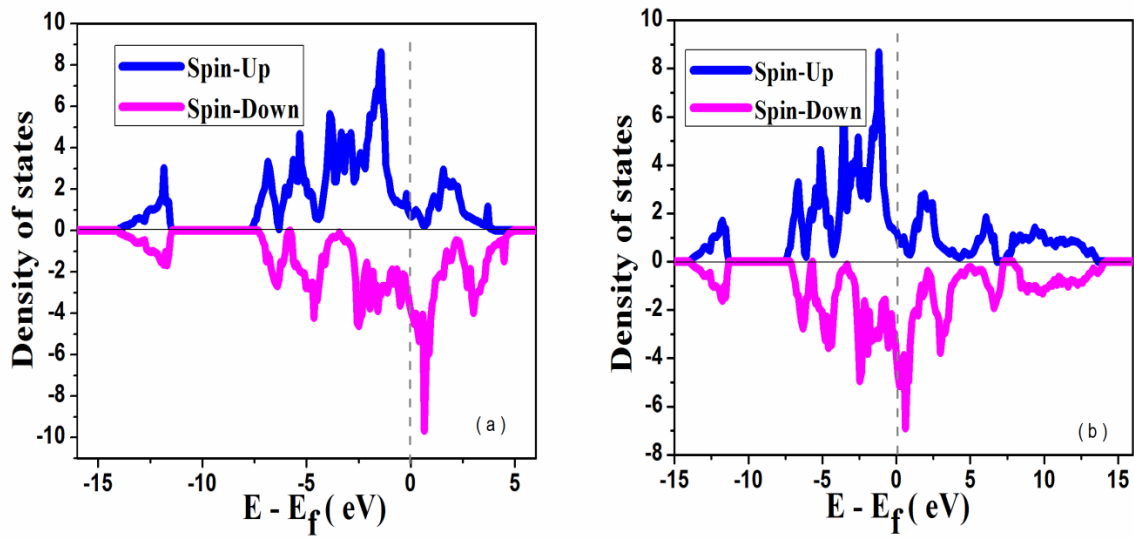 10
8
6
4
2
0
-2
-4
-6
-8
-10
Density of states
Spin-Up
Spin-Down
( a )
-15 -10 -5 0 5
E - Ef ( eV)
10
8
6
4
2
0
-2
-4
-6
-8
Density of states
Spin-Up
Spin-Down
( b )
-15 -10 -5 0 5 10 15
E - Ef ( eV)